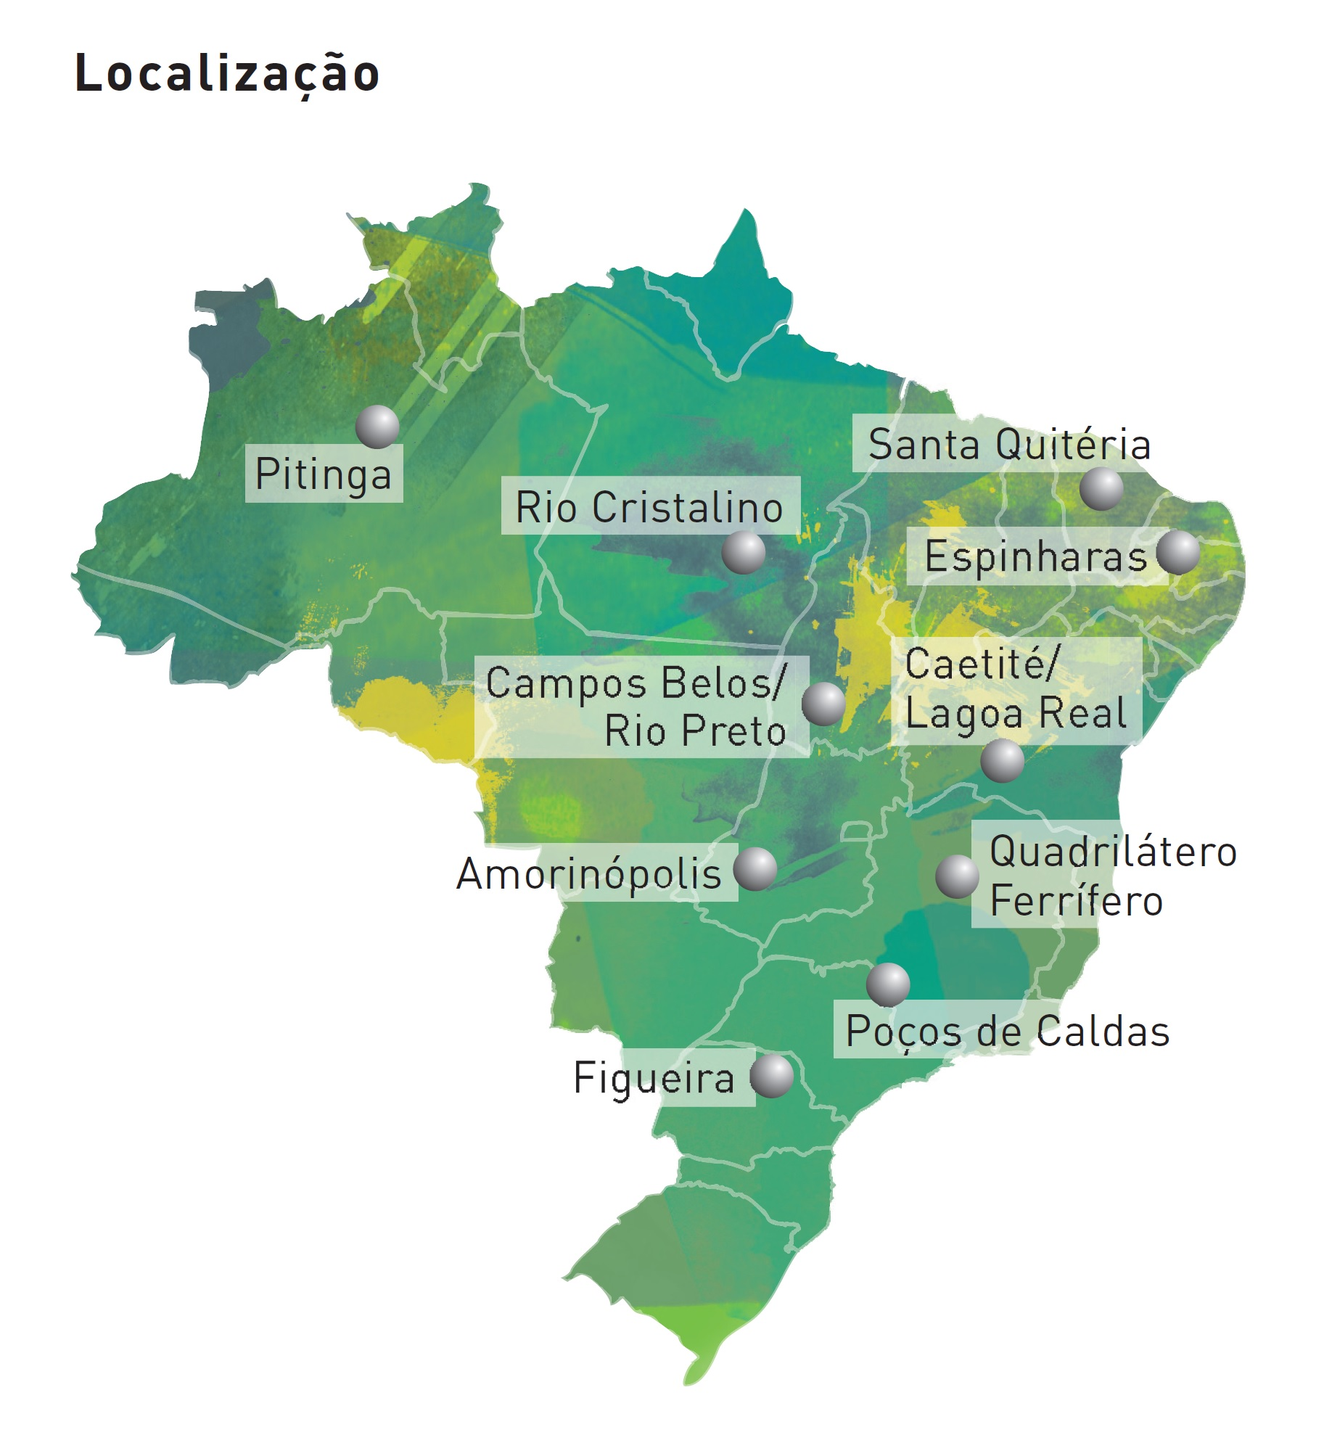 Localização
Santa Quitéria
Pitinga
Rio Cristalino
Espinharas
Campos Belos/
Rio Preto
Caetité/
Lagoa Real
Amorinópolis
Quadrilátero
Ferrífero
Poços de Caldas
Figueira